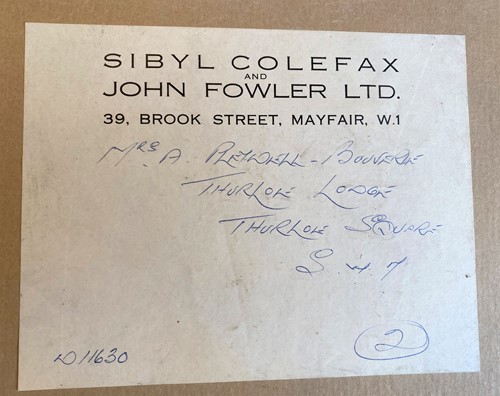 SIBYL COLEFAX
AND
JOHN FOWLER LTD.
39, BROOK STREET, MAYFAIR, W.1
Mrs A. PLEYDELL-BOUVERIE
THURLOE LODGE
THURLOE SQUARE
S W 7
D11630
2